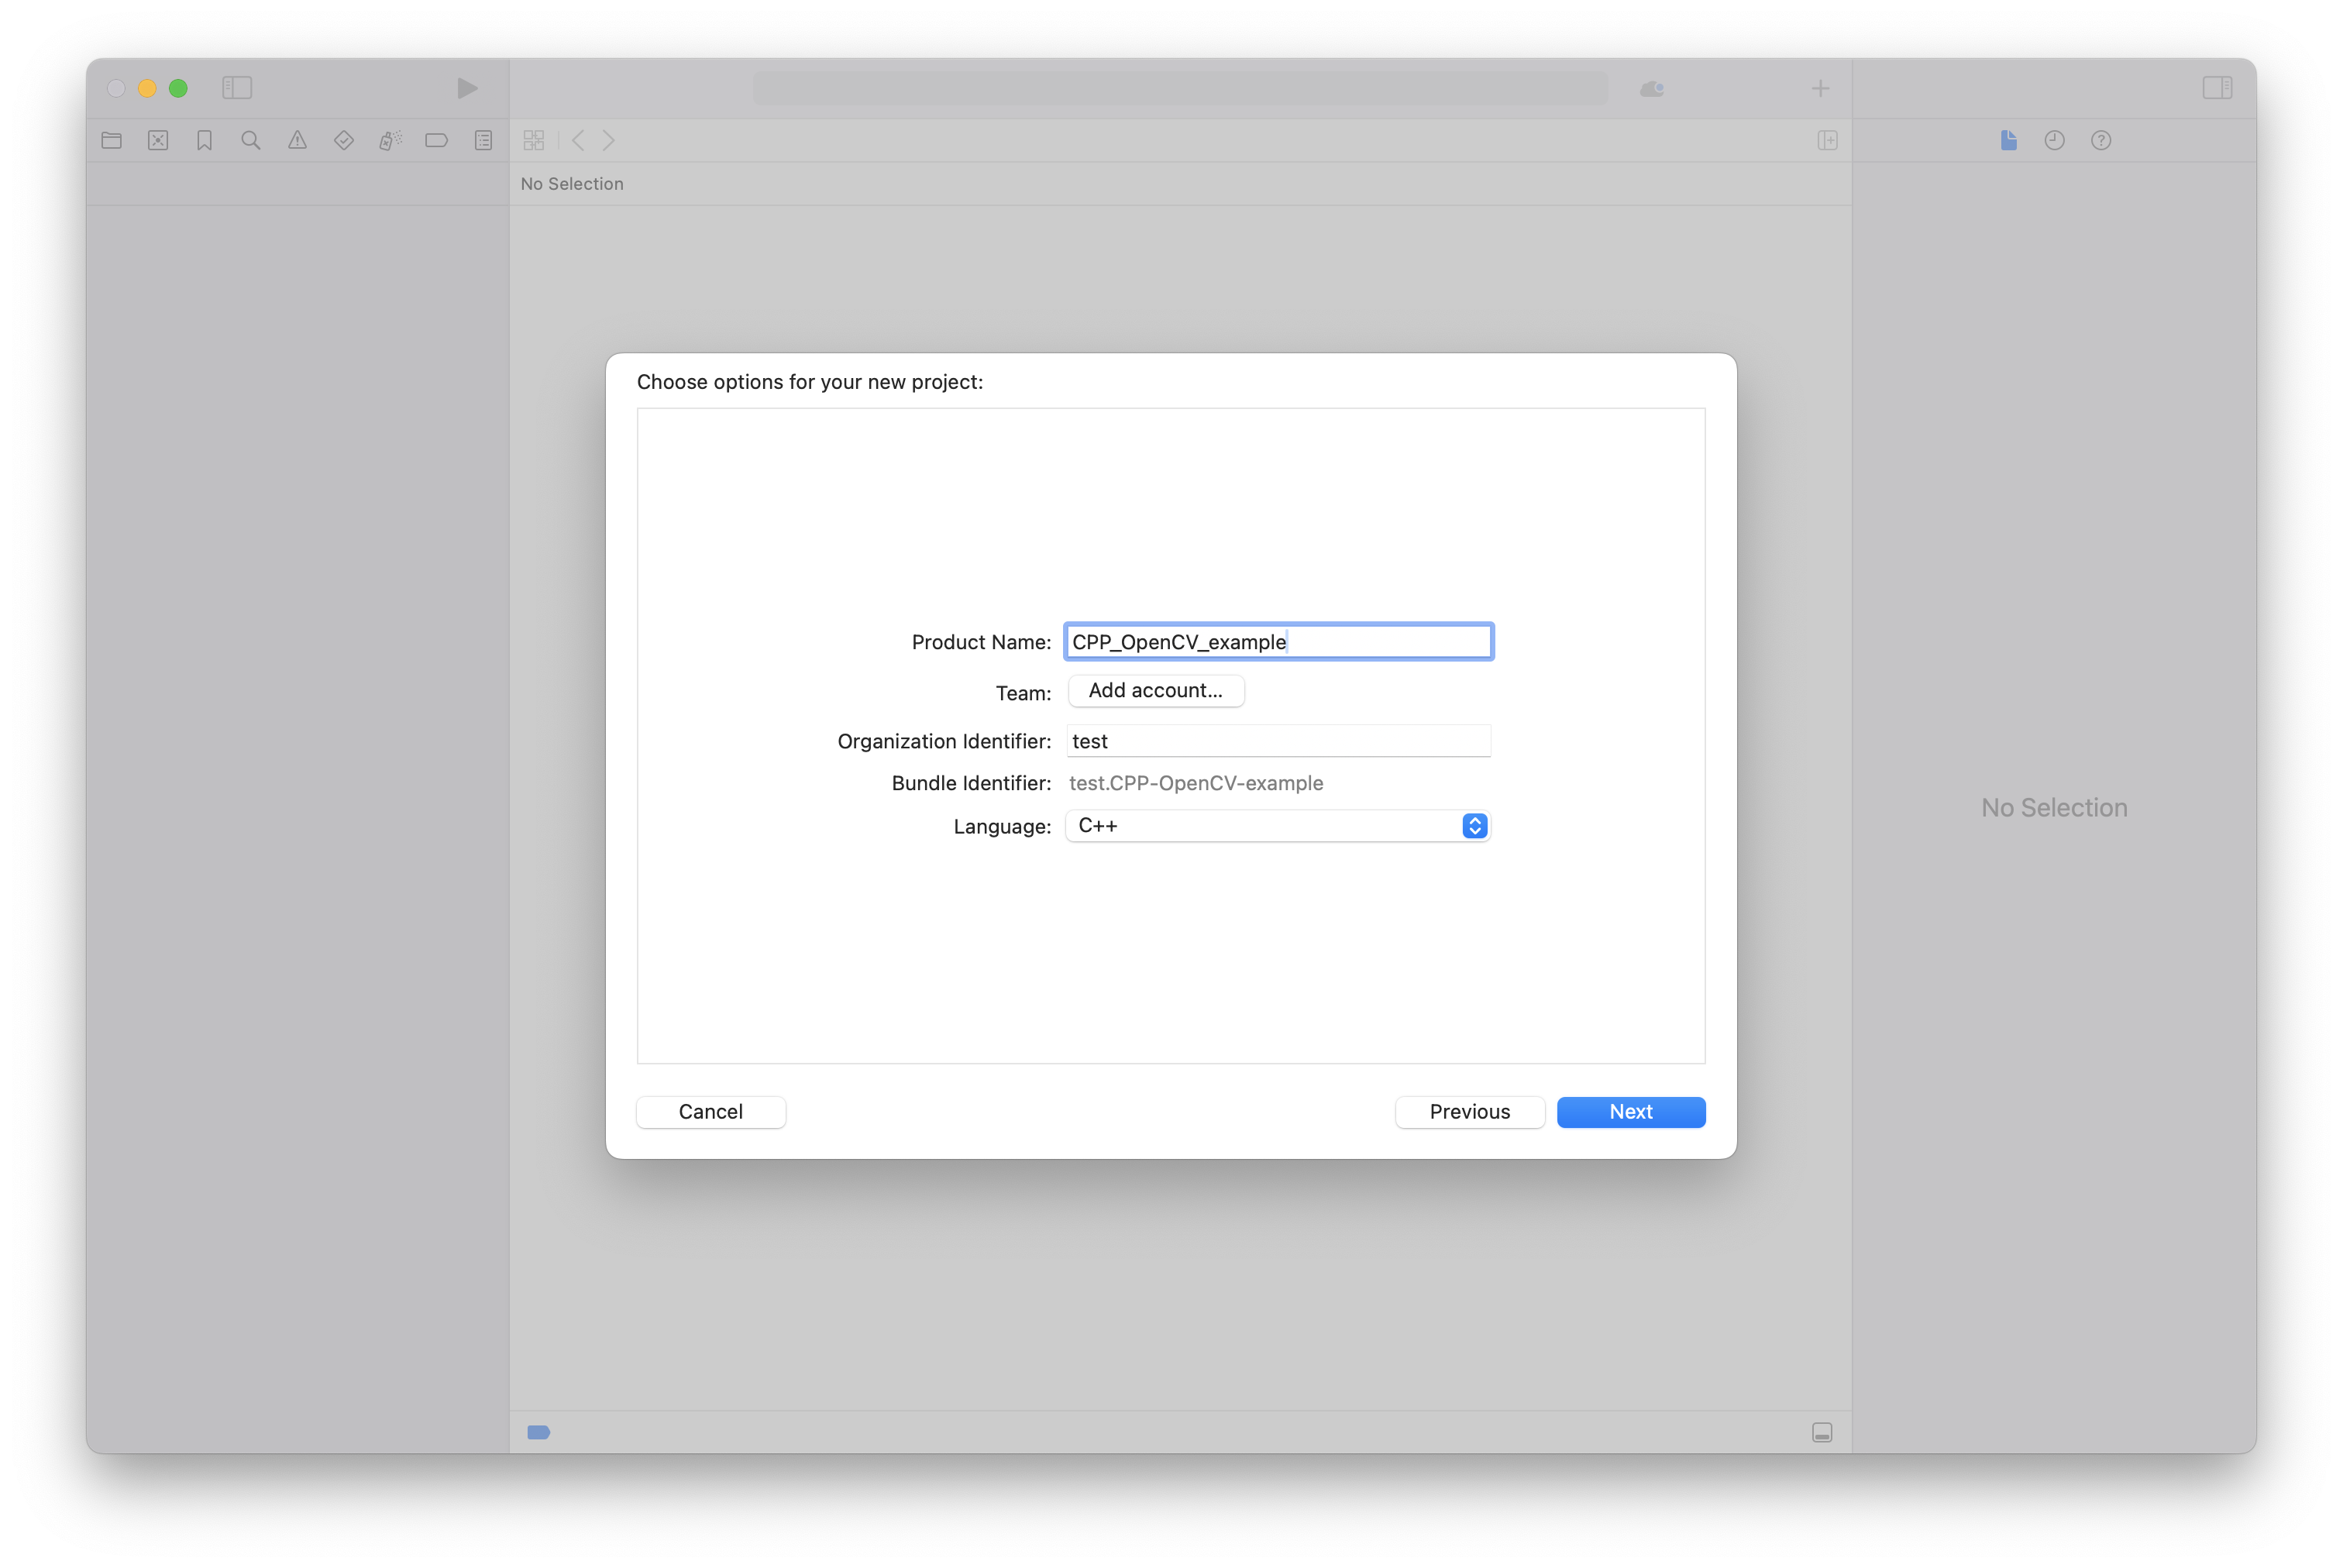 No Selection
Choose options for your new project:
Product Name: CPP_OpenCV_example
Team: Add account...
Organization Identifier: test
Bundle Identifier: test.CPP-OpenCV-example
Language: C++
No Selection
Cancel Previous Next